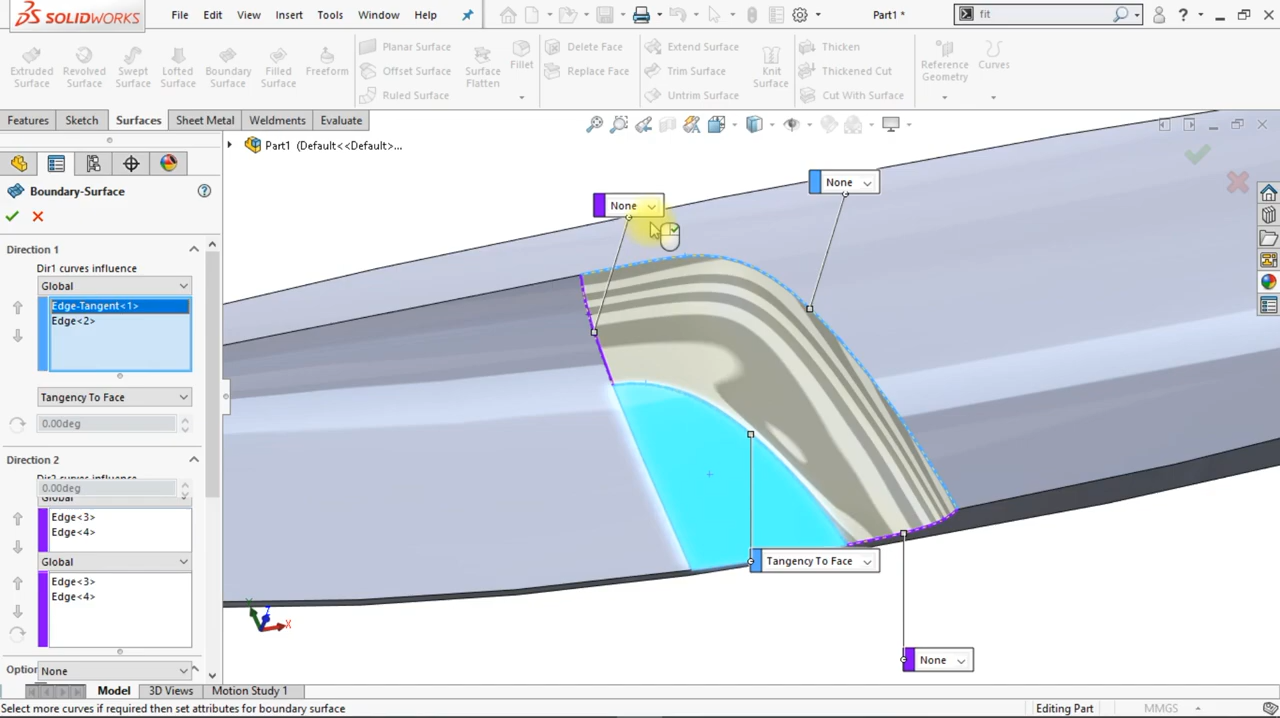 SOLIDWORKS File Edit View Insert Tools Window Help Part1 * fit
Extruded Surface Revolved Surface Swept Surface Lofted Surface Boundary Surface Filled Surface Freeform
Planar Surface
Offset Surface
Ruled Surface
Surface Flatten
Fillet
Delete Face
Replace Face
Extend Surface
Trim Surface
Untrim Surface
Knit Surface
Thicken
Thickened Cut
Cut With Surface
Reference Geometry
Curves
Features Sketch Surfaces Sheet Metal Weldments Evaluate
Part1 (Default<<Default>...
Boundary-Surface
Direction 1
Dir1 curves influence
Global
Edge-Tangent<1>
Edge<2>
Tangency To Face
0.00deg
Direction 2
Dir2 curves influence
0.00deg
Global
Edge<3>
Edge<4>
Global
Edge<3>
Edge<4>
Optio
None
None
None
Tangency To Face
None
Y
Z
X
Model 3D Views Motion Study 1
Select more curves if required then set attributes for boundary surface
Editing Part
MMGS